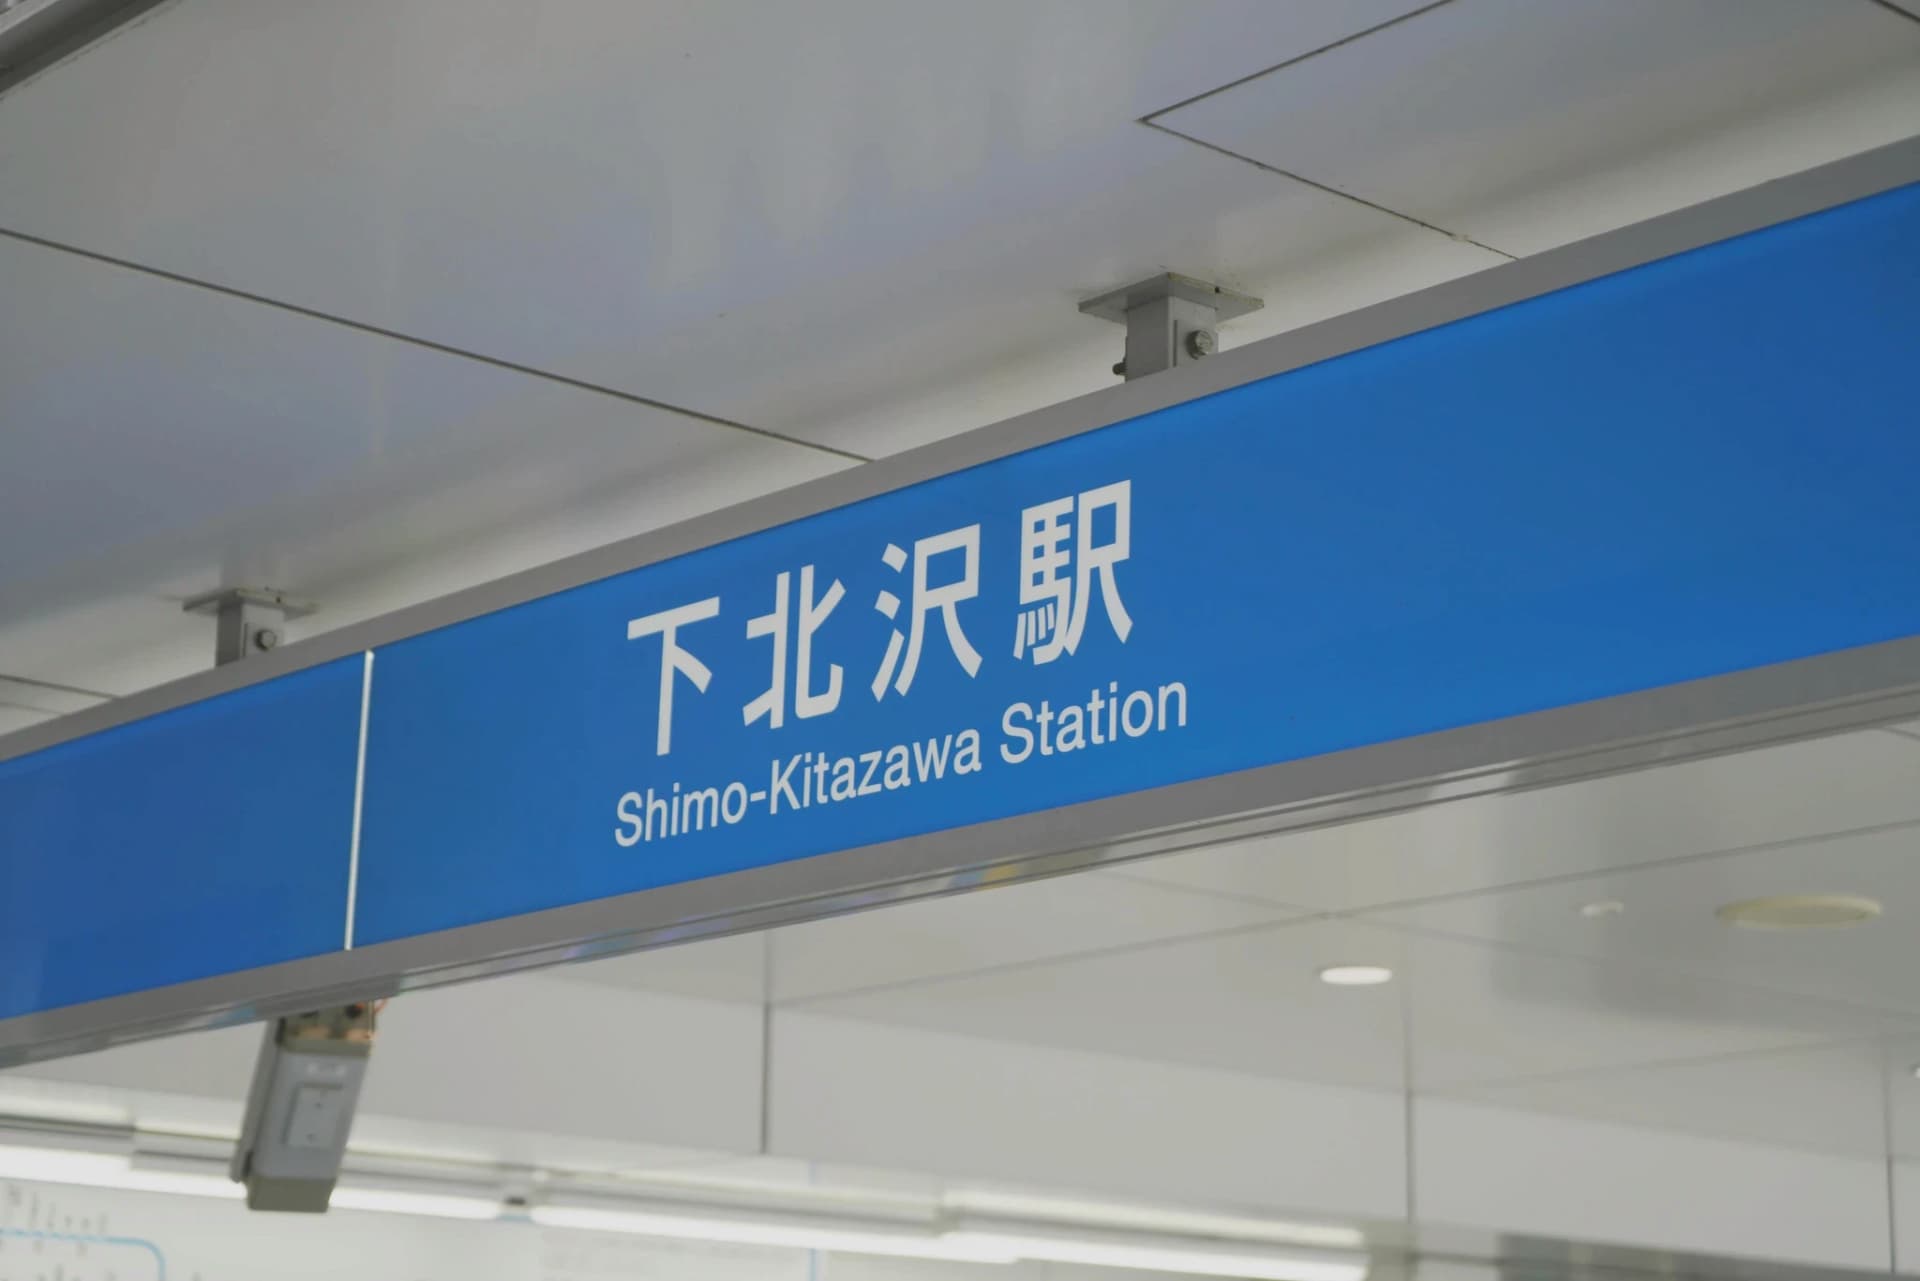 下北沢駅
Shimo-Kitazawa Station